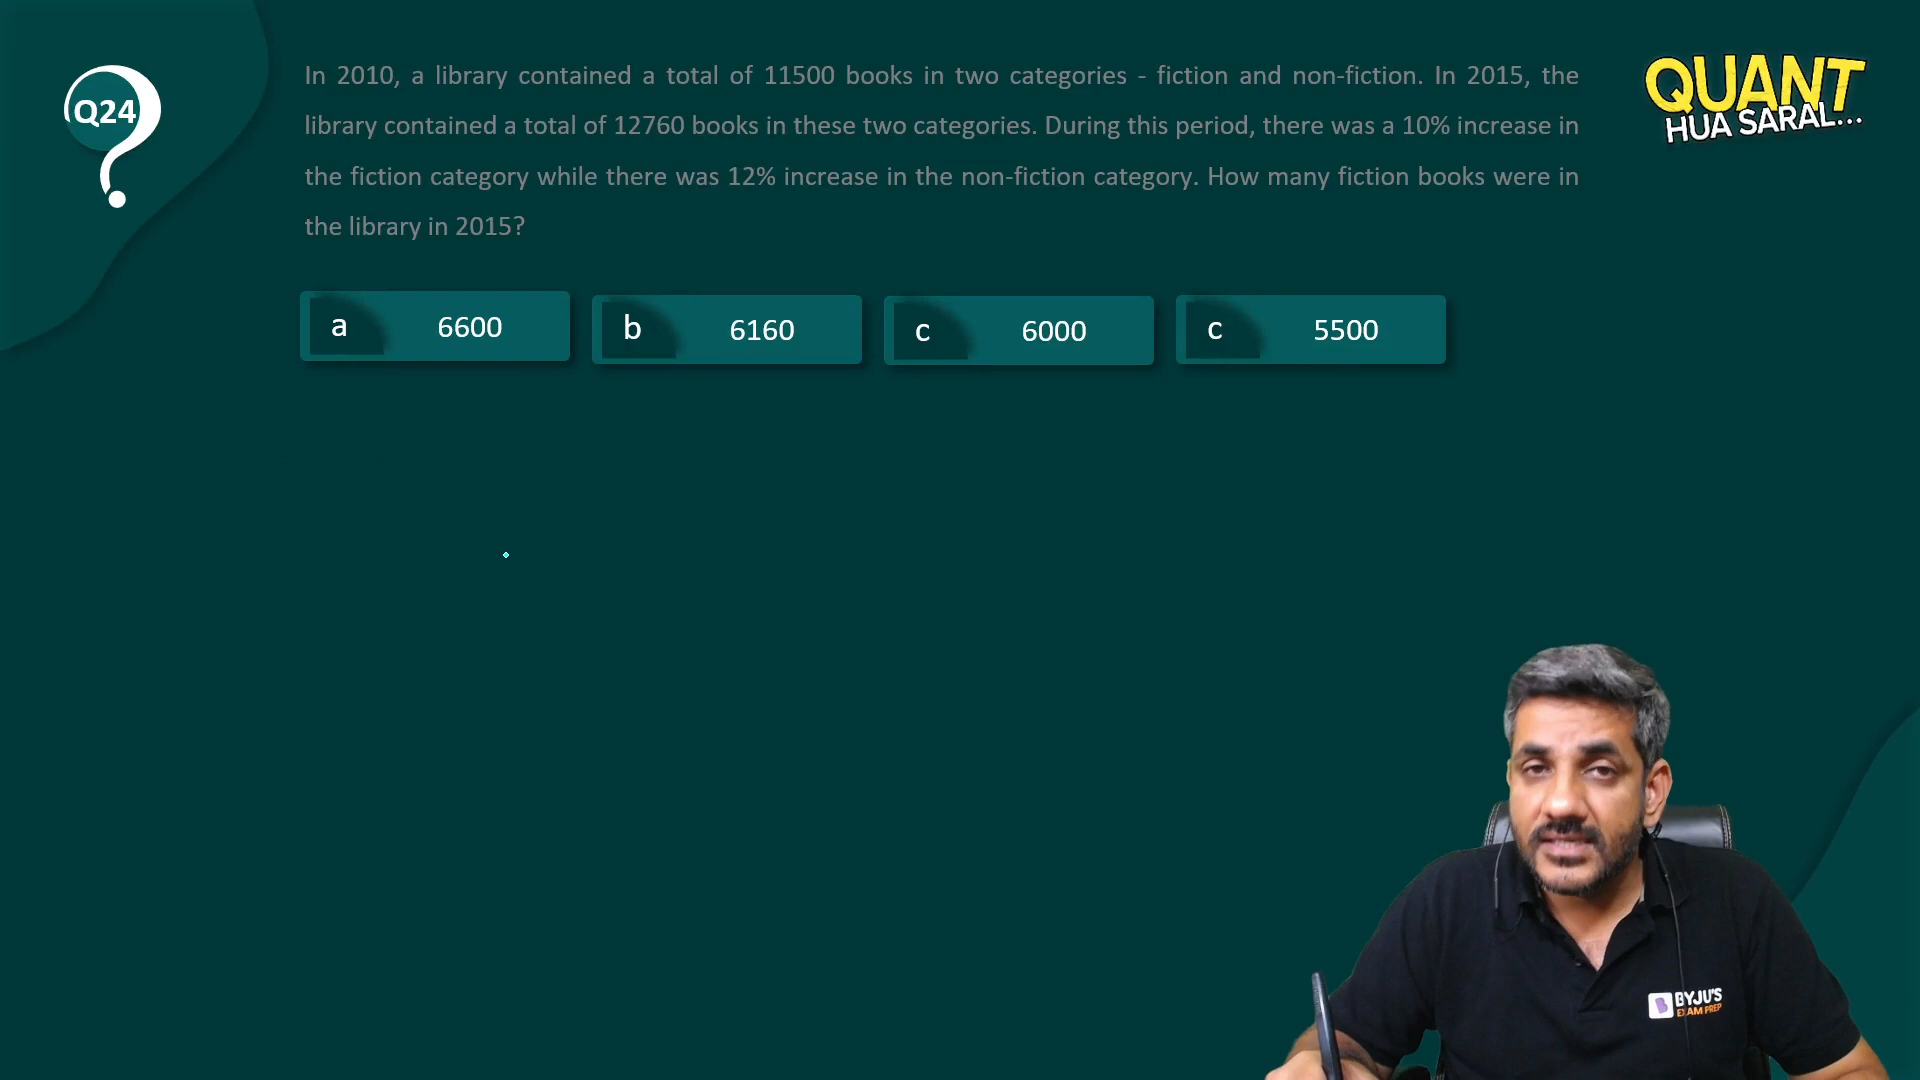 Q24
In 2010, a library contained a total of 11500 books in two categories - fiction and non-fiction. In 2015, the
library contained a total of 12760 books in these two categories. During this period, there was a 10% increase in
the fiction category while there was 12% increase in the non-fiction category. How many fiction books were in
the library in 2015?
QUANT
HUA SARAL...
a 6600
b 6160
c 6000
c 5500
BYJU'S
EXAM PREP